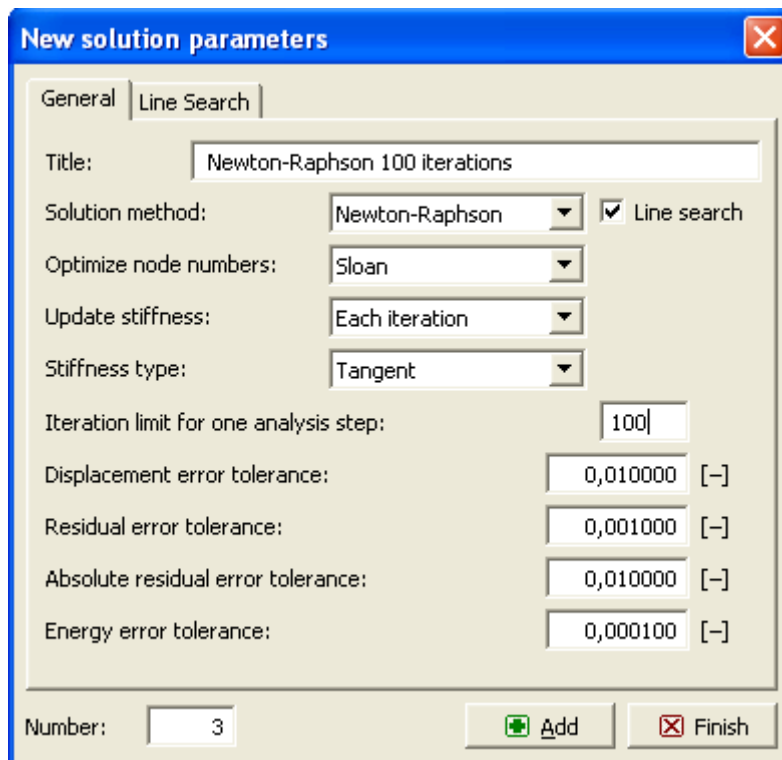 New solution parameters
General Line Search
Title: Newton-Raphson 100 iterations
Solution method: Newton-Raphson Line search
Optimize node numbers: Sloan
Update stiffness: Each iteration
Stiffness type: Tangent
Iteration limit for one analysis step: 100
Displacement error tolerance: 0,010000 [–]
Residual error tolerance: 0,001000 [–]
Absolute residual error tolerance: 0,010000 [–]
Energy error tolerance: 0,000100 [–]
Number: 3 Add Finish